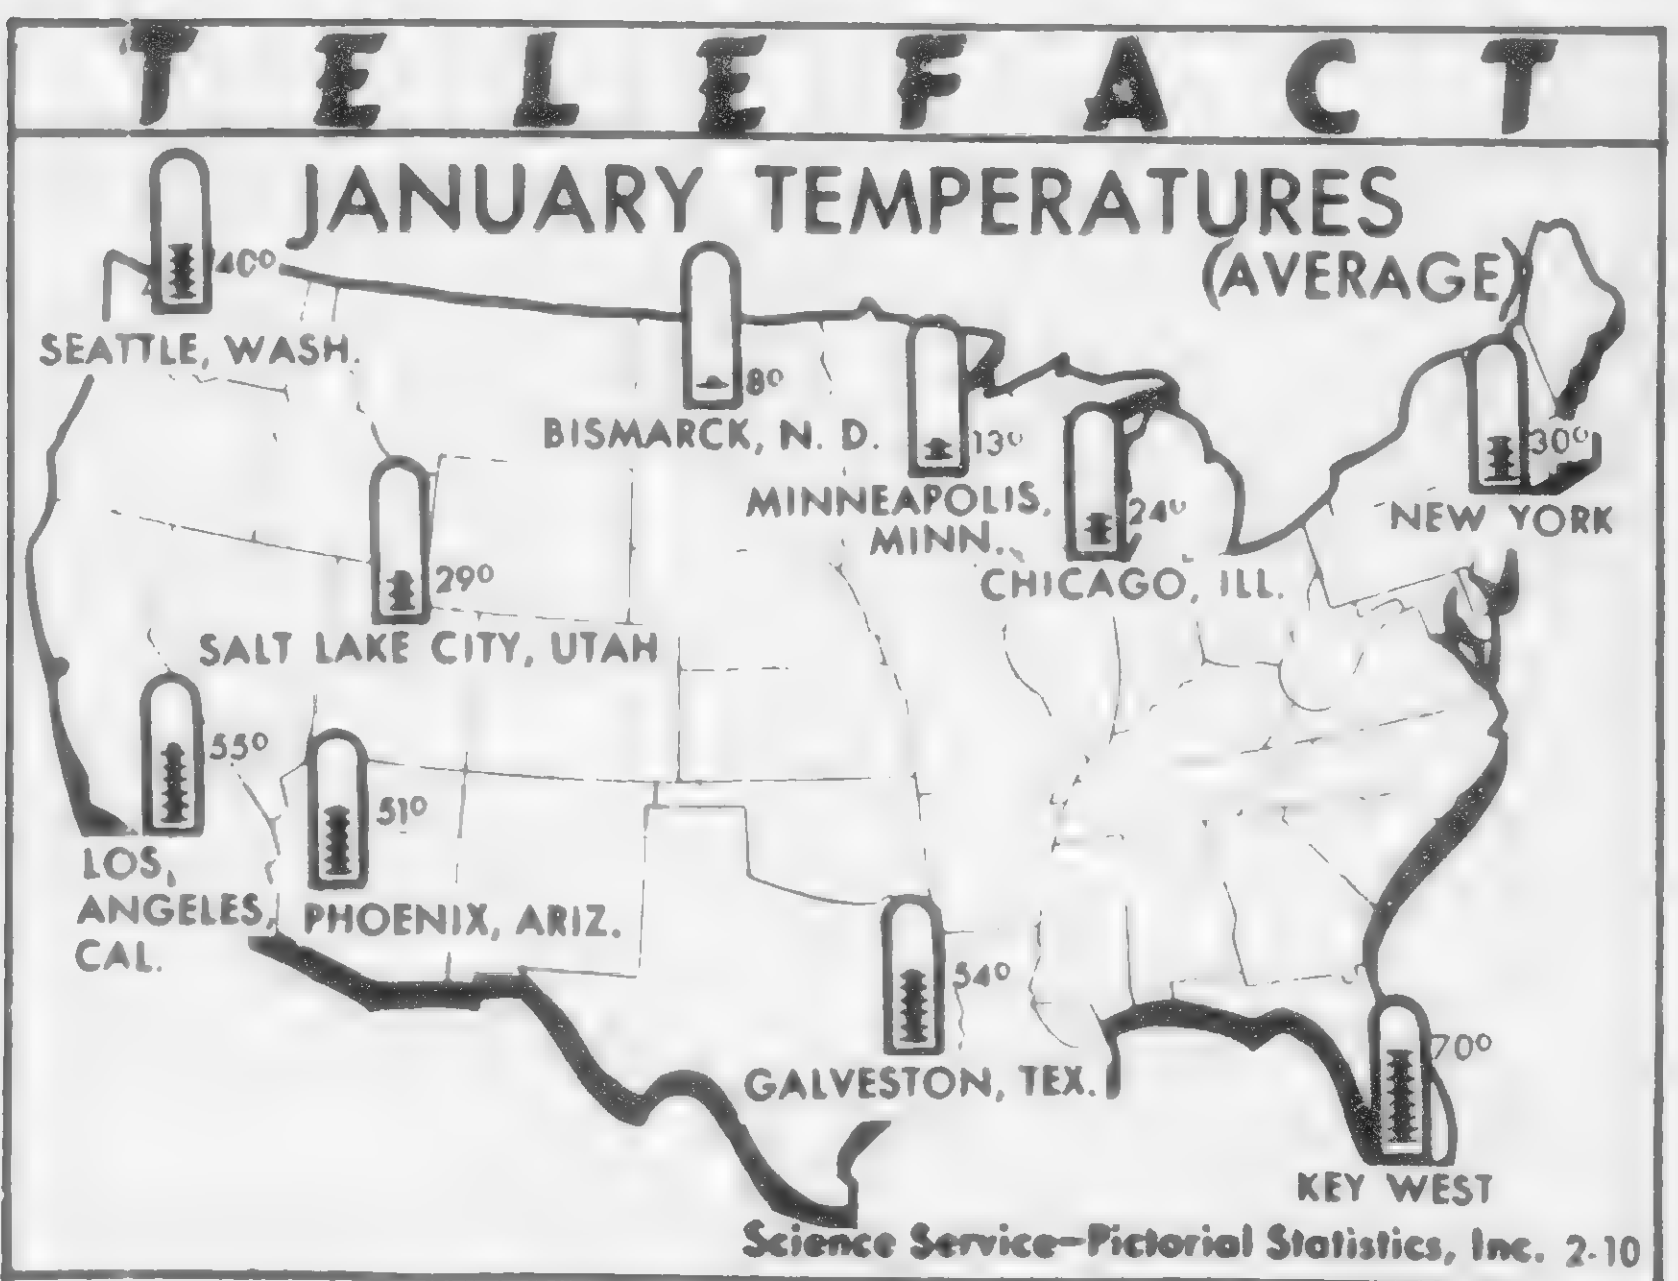 TELEFACT
JANUARY TEMPERATURES
(AVERAGE)
40°
SEATTLE, WASH.
8°
BISMARCK, N. D.
13°
MINNEAPOLIS,
MINN.
24°
CHICAGO, ILL.
30°
NEW YORK
29°
SALT LAKE CITY, UTAH
55°
LOS,
ANGELES,
CAL.
51°
PHOENIX, ARIZ.
54°
GALVESTON, TEX.
70°
KEY WEST
Science Service—Pictorial Statistics, Inc. 2-10